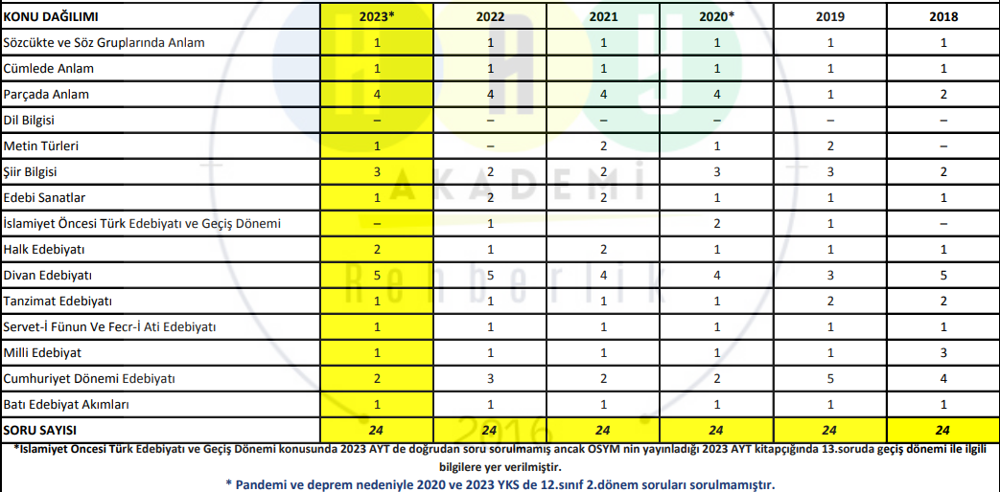 KONU DAĞILIMI 2023* 2022 2021 2020* 2019 2018
Sözcükte ve Söz Gruplarında Anlam 1 1 1 1 1 1
Cümlede Anlam 1 1 1 1 1 1
Parçada Anlam 4 4 4 4 1 2
Dil Bilgisi – – – – – –
Metin Türleri 1 – 2 1 2 –
Şiir Bilgisi 3 2 2 3 3 2
AKADEMİ
Edebi Sanatlar 1 2 2 1 1 1
İslamiyet Öncesi Türk Edebiyatı ve Geçiş Dönemi – 1 2 1 –
Halk Edebiyatı 2 1 2 1 1 1
Divan Edebiyatı 5 5 4 4 3 5
Rehberlik
Tanzimat Edebiyatı 1 1 1 1 2 2
Servet-İ Fünun Ve Fecr-İ Ati Edebiyatı 1 1 1 1 1 1
Milli Edebiyat 1 1 1 1 1 3
Cumhuriyet Dönemi Edebiyatı 2 3 2 2 5 4
Batı Edebiyat Akımları 1 1 1 1 1 1
SORU SAYISI 24 24 24 24 24 24
2016
*İslamiyet Öncesi Türk Edebiyatı ve Geçiş Dönemi konusunda 2023 AYT de doğrudan soru sorulmamış ancak ÖSYM nin yayınladığı 2023 AYT kitapçığında 13.soruda geçiş dönemi ile ilgili
bilgilere yer verilmiştir.
* Pandemi ve deprem nedeniyle 2020 ve 2023 YKS de 12.sınıf 2.dönem soruları sorulmamıştır.